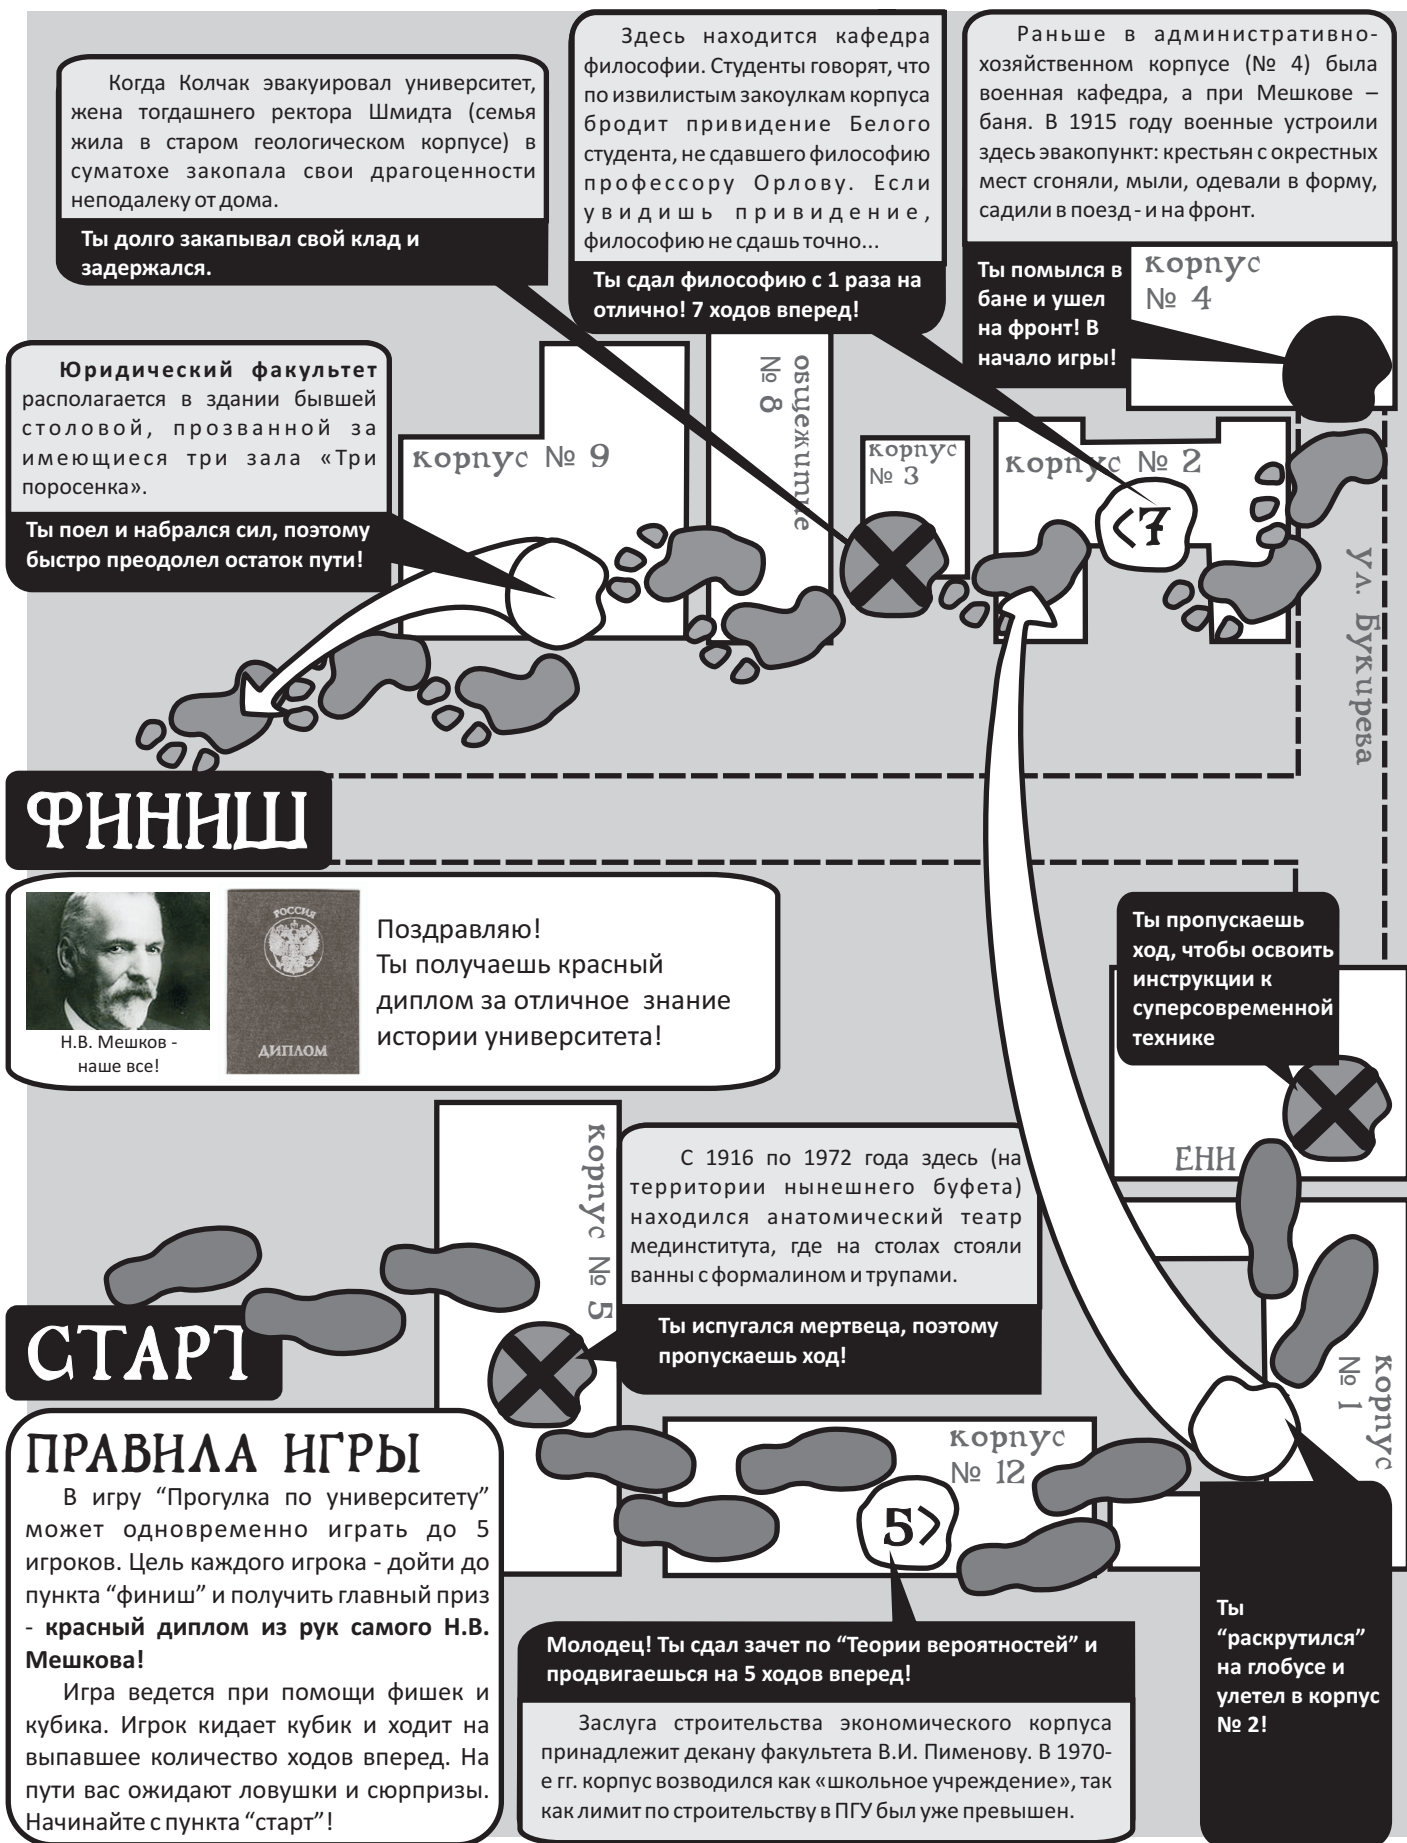 Когда Колчак эвакуировал университет,
жена тогдашнего ректора Шмидта (семья
жила в старом геологическом корпусе) в
суматохе закопала свои драгоценности
неподалеку от дома.
Ты долго закапывал свой клад и
задержался.
Здесь находится кафедра
философии. Студенты говорят, что
по извилистым закоулкам корпуса
бродит привидение Белого
студента, не сдавшего философию
профессору Орлову. Если
увидишь привидение,
философию не сдашь точно...
Ты сдал философию с 1 раза на
отлично! 7 ходов вперед!
Раньше в административно-
хозяйственном корпусе (№ 4) была
военная кафедра, а при Мешкове –
баня. В 1915 году военные устроили
здесь эвакопункт: крестьян с окрестных
мест сгоняли, мыли, одевали в форму,
садили в поезд - и на фронт.
Ты помылся в
бане и ушел
на фронт! В
начало игры!
корпус
№ 4
Юридический факультет
располагается в здании бывшей
столовой, прозванной за
имеющиеся три зала «Три
поросенка».
Ты поел и набрался сил, поэтому
быстро преодолел остаток пути!
корпус № 9
общежитие
№ 8
корпус
№ 3
корпус № 2
<7
ул. Букирева
ФИНИШ
Н.В. Мешков -
наше все!
РОССИЯ
ДИПЛОМ
Поздравляю!
Ты получаешь красный
диплом за отличное знание
истории университета!
Ты пропускаешь
ход, чтобы освоить
инструкции к
суперсовременной
технике
ЕНИ
корпус № 5
С 1916 по 1972 года здесь (на
территории нынешнего буфета)
находился анатомический театр
мединститута, где на столах стояли
ванны с формалином и трупами.
Ты испугался мертвеца, поэтому
пропускаешь ход!
СТАРТ
корпус
№ 1
корпус
№ 12
5>
ПРАВИЛА ИГРЫ
В игру “Прогулка по университету”
может одновременно играть до 5
игроков. Цель каждого игрока - дойти до
пункта “финиш” и получить главный приз
- красный диплом из рук самого Н.В.
Мешкова!
Игра ведется при помощи фишек и
кубика. Игрок кидает кубик и ходит на
выпавшее количество ходов вперед. На
пути вас ожидают ловушки и сюрпризы.
Начинайте с пункта “старт”!
Молодец! Ты сдал зачет по “Теории вероятностей” и
продвигаешься на 5 ходов вперед!
Заслуга строительства экономического корпуса
принадлежит декану факультета В.И. Пименову. В 1970-
е гг. корпус возводился как «школьное учреждение», так
как лимит по строительству в ПГУ был уже превышен.
Ты
“раскрутился”
на глобусе и
улетел в корпус
№ 2!